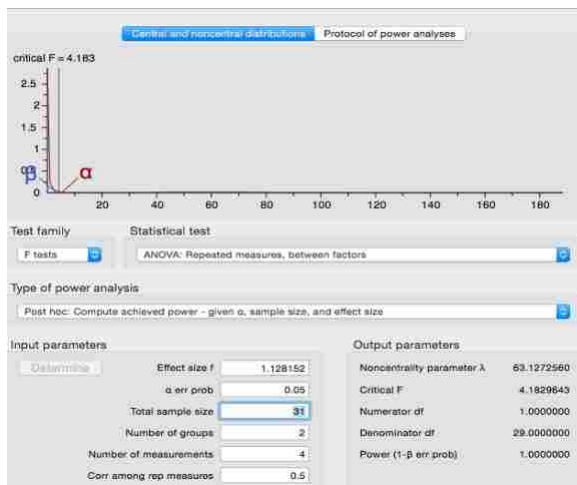 Central and noncentral distributions Protocol of power analyses
critical F = 4.183
2.5
2
1.5
1
β α
0
20 40 60 80 100 120 140 160 180
Test family Statistical test
F tests ANOVA: Repeated measures, between factors
Type of power analysis
Post hoc: Compute achieved power - given α, sample size, and effect size
Input parameters Output parameters
Determine Effect size f 1.128152 Noncentrality parameter λ 63.1272560
α err prob 0.05 Critical F 4.1829643
Total sample size 31 Numerator df 1.0000000
Number of groups 2 Denominator df 29.0000000
Number of measurements 4 Power (1-β err prob) 1.0000000
Corr among rep measures 0.5